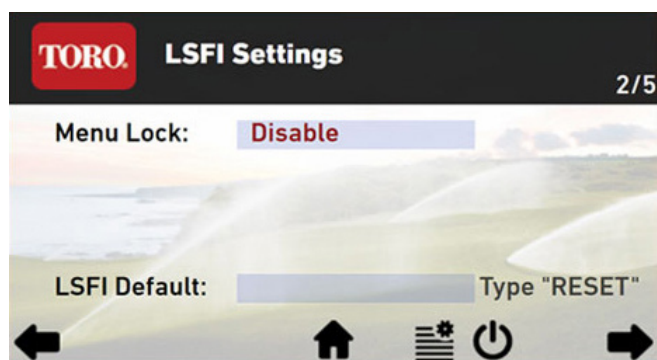 TORO.
LSFI Settings
2/5
Menu Lock: Disable
LSFI Default: Type "RESET"